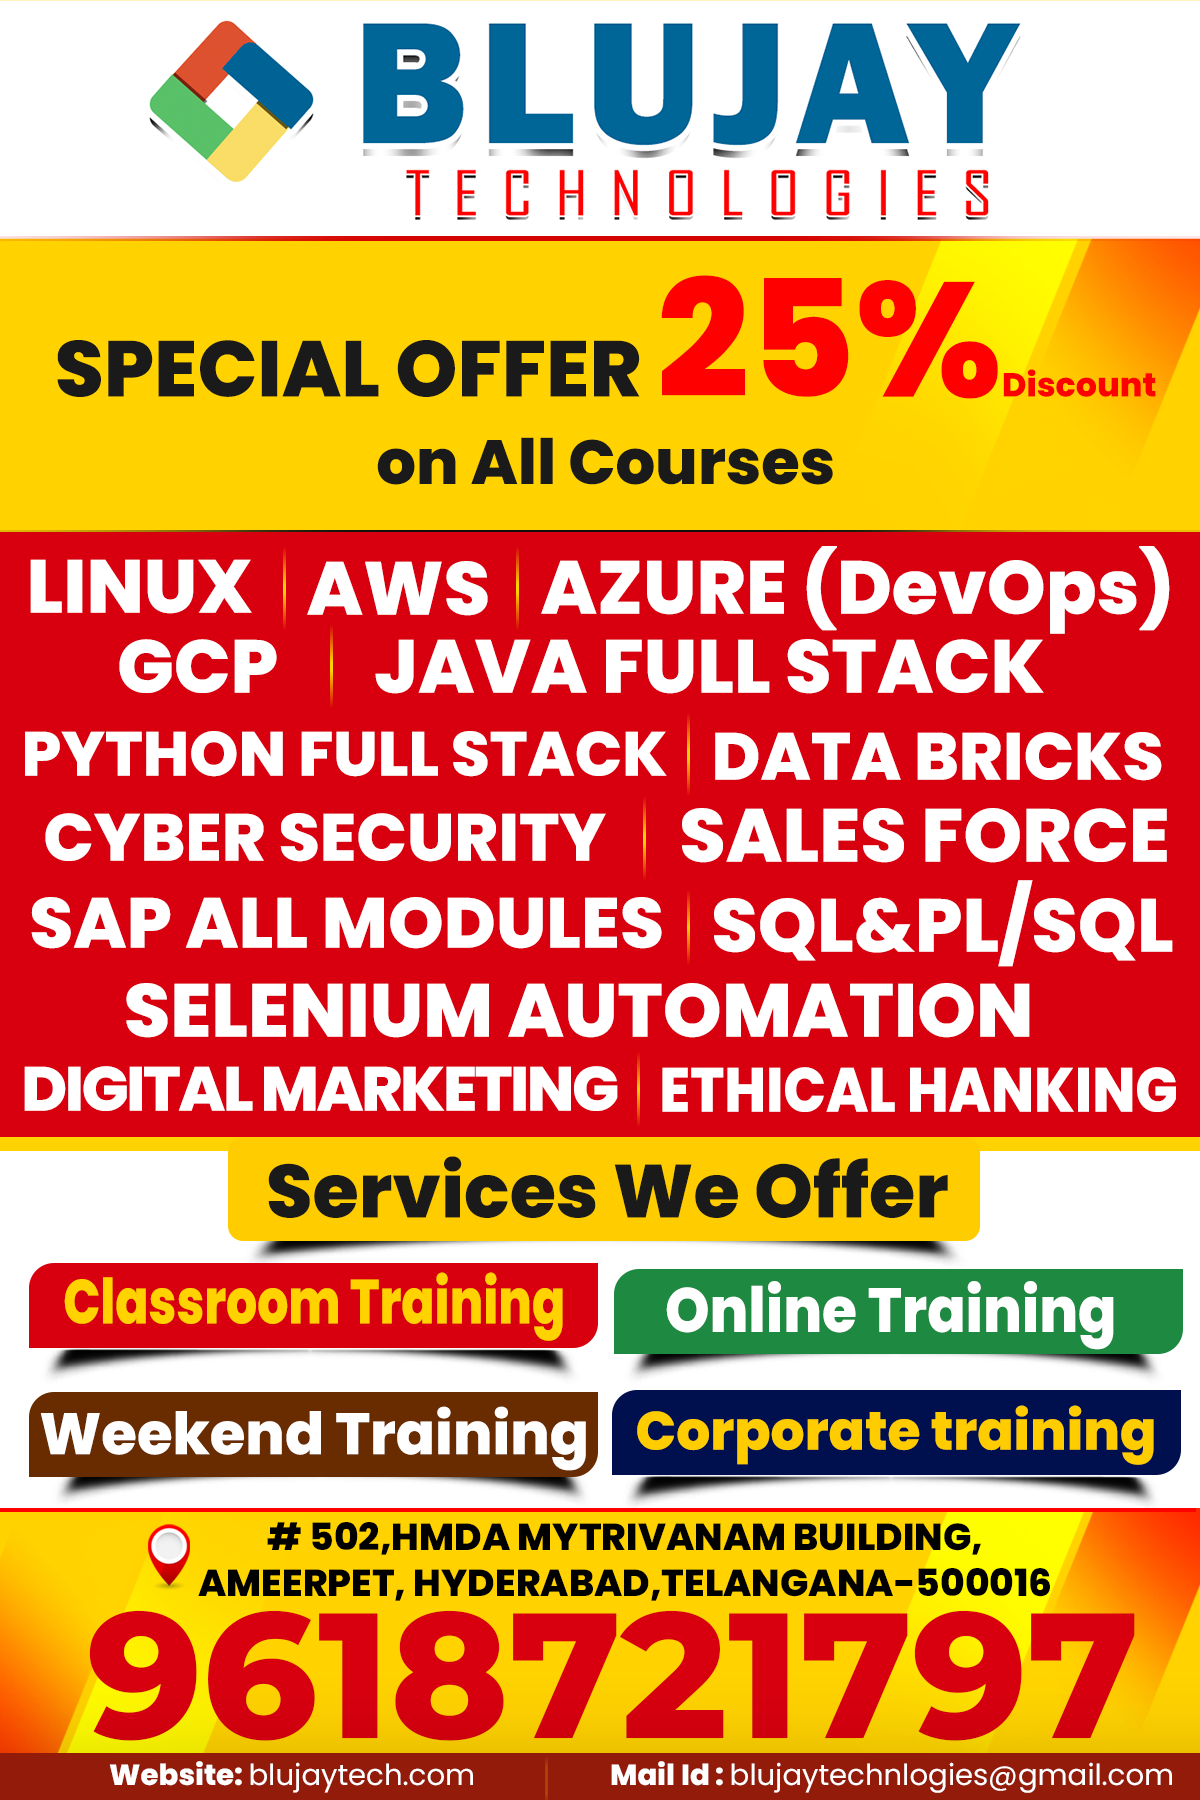 BLUJAY
TECHNOLOGIES
SPECIAL OFFER 25% Discount
on All Courses
LINUX AWS AZURE (DevOps)
GCP JAVA FULL STACK
PYTHON FULL STACK DATA BRICKS
CYBER SECURITY SALES FORCE
SAP ALL MODULES SQL&PL/SQL
SELENIUM AUTOMATION
DIGITAL MARKETING ETHICAL HANKING
Services We Offer
Classroom Training Online Training
Weekend Training Corporate training
# 502,HMDA MYTRIVANAM BUILDING,
AMEERPET, HYDERABAD,TELANGANA-500016
9618721797
Website: blujaytech.com Mail Id : blujaytechnlogies@gmail.com